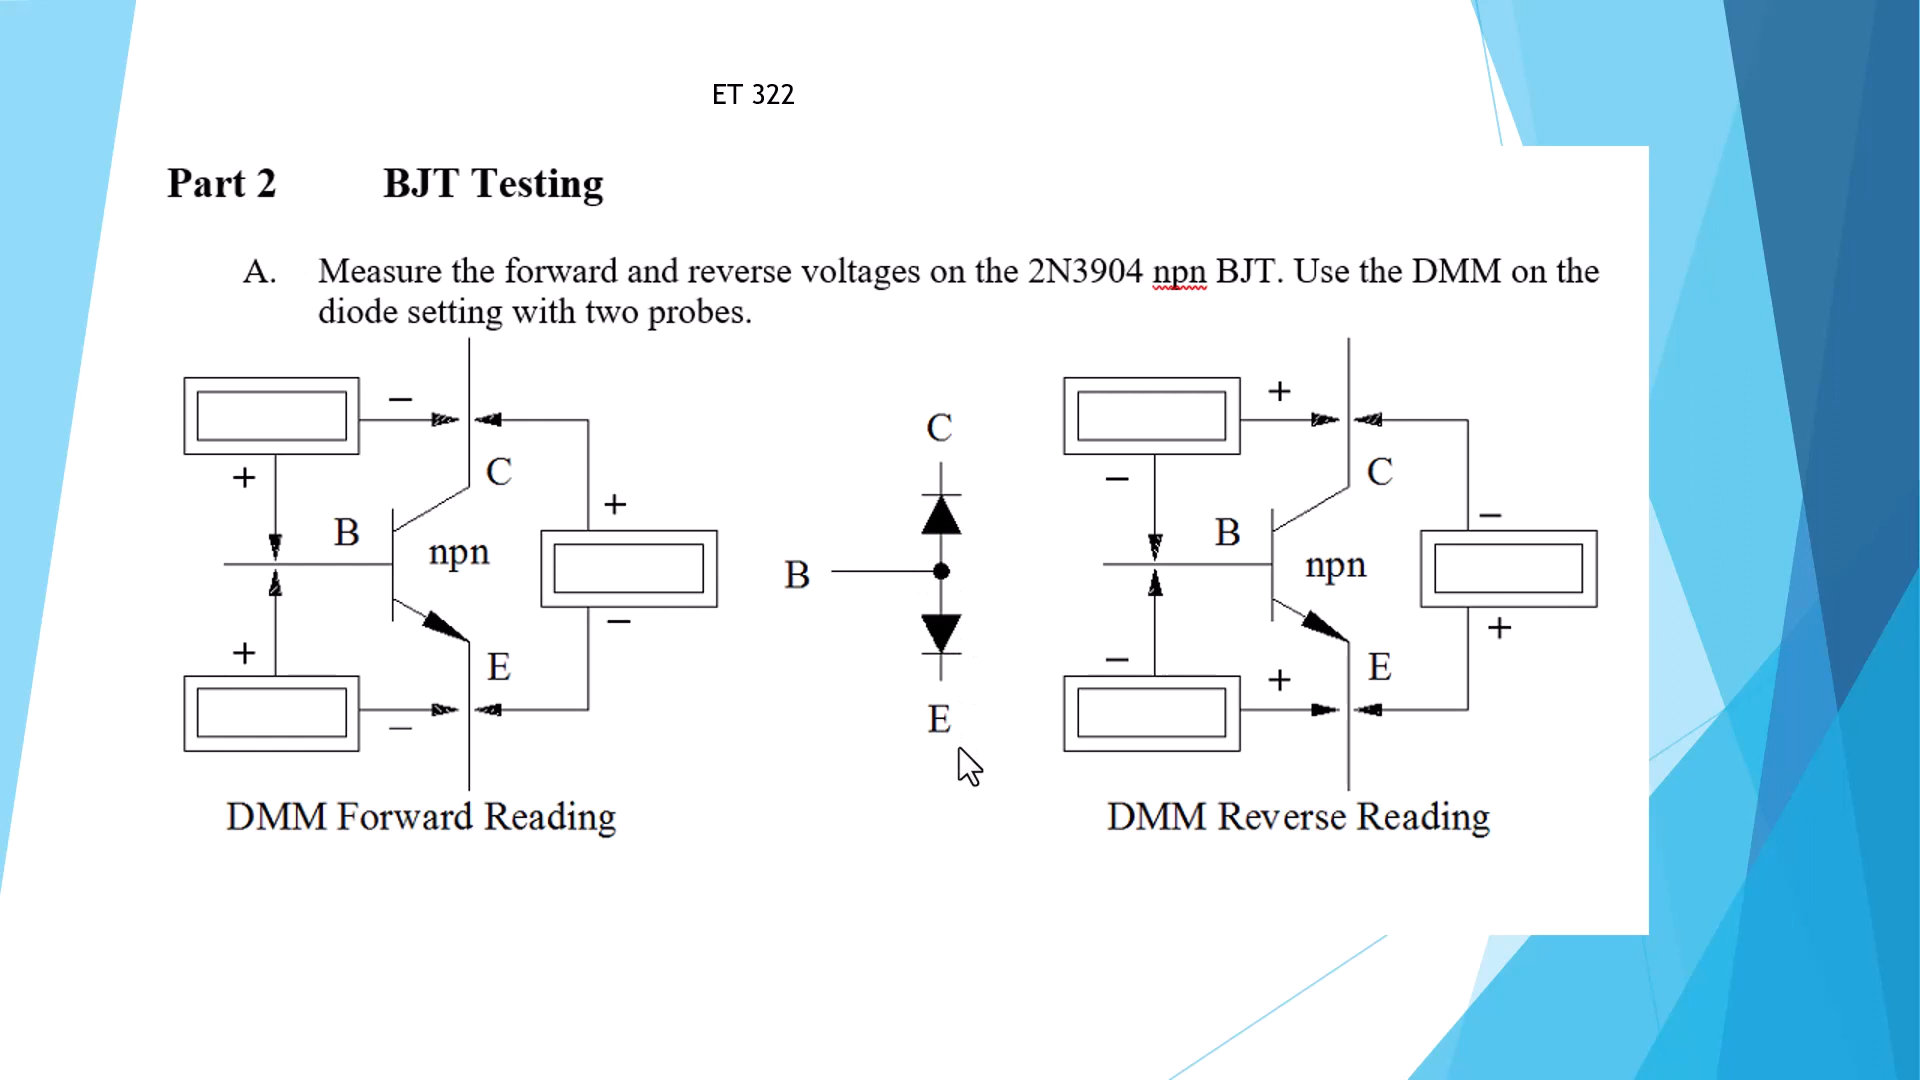 ET 322
Part 2 BJT Testing
A. Measure the forward and reverse voltages on the 2N3904 npn BJT. Use the DMM on the
diode setting with two probes.
− +
C
C C
+ − + −
B B
npn B npn
− +
+ − +
E E
E
−
DMM Forward Reading DMM Reverse Reading